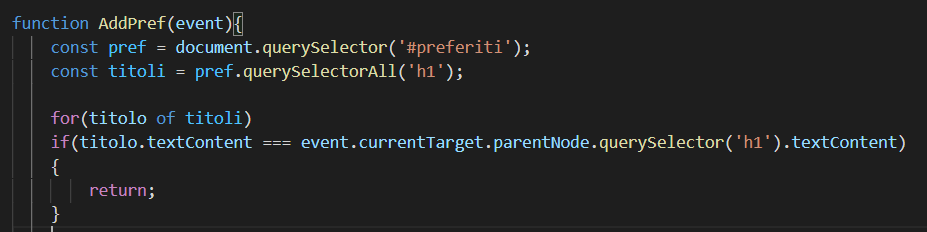 function AddPref(event){
const pref = document.querySelector('#preferiti');
const titoli = pref.querySelectorAll('h1');
for(titolo of titoli)
if(titolo.textContent === event.currentTarget.parentNode.querySelector('h1').textContent)
{
return;
}